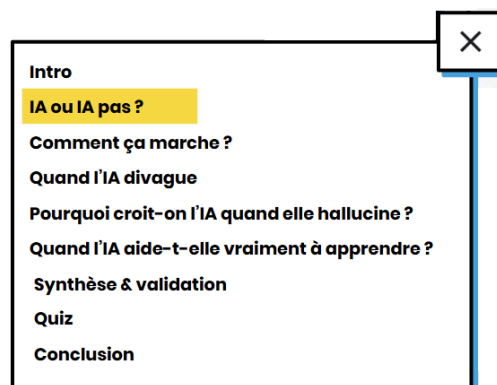 Intro
IA ou IA pas ?
Comment ça marche ?
Quand l'IA divague
Pourquoi croit-on l'IA quand elle hallucine ?
Quand l'IA aide-t-elle vraiment à apprendre ?
Synthèse & validation
Quiz
Conclusion